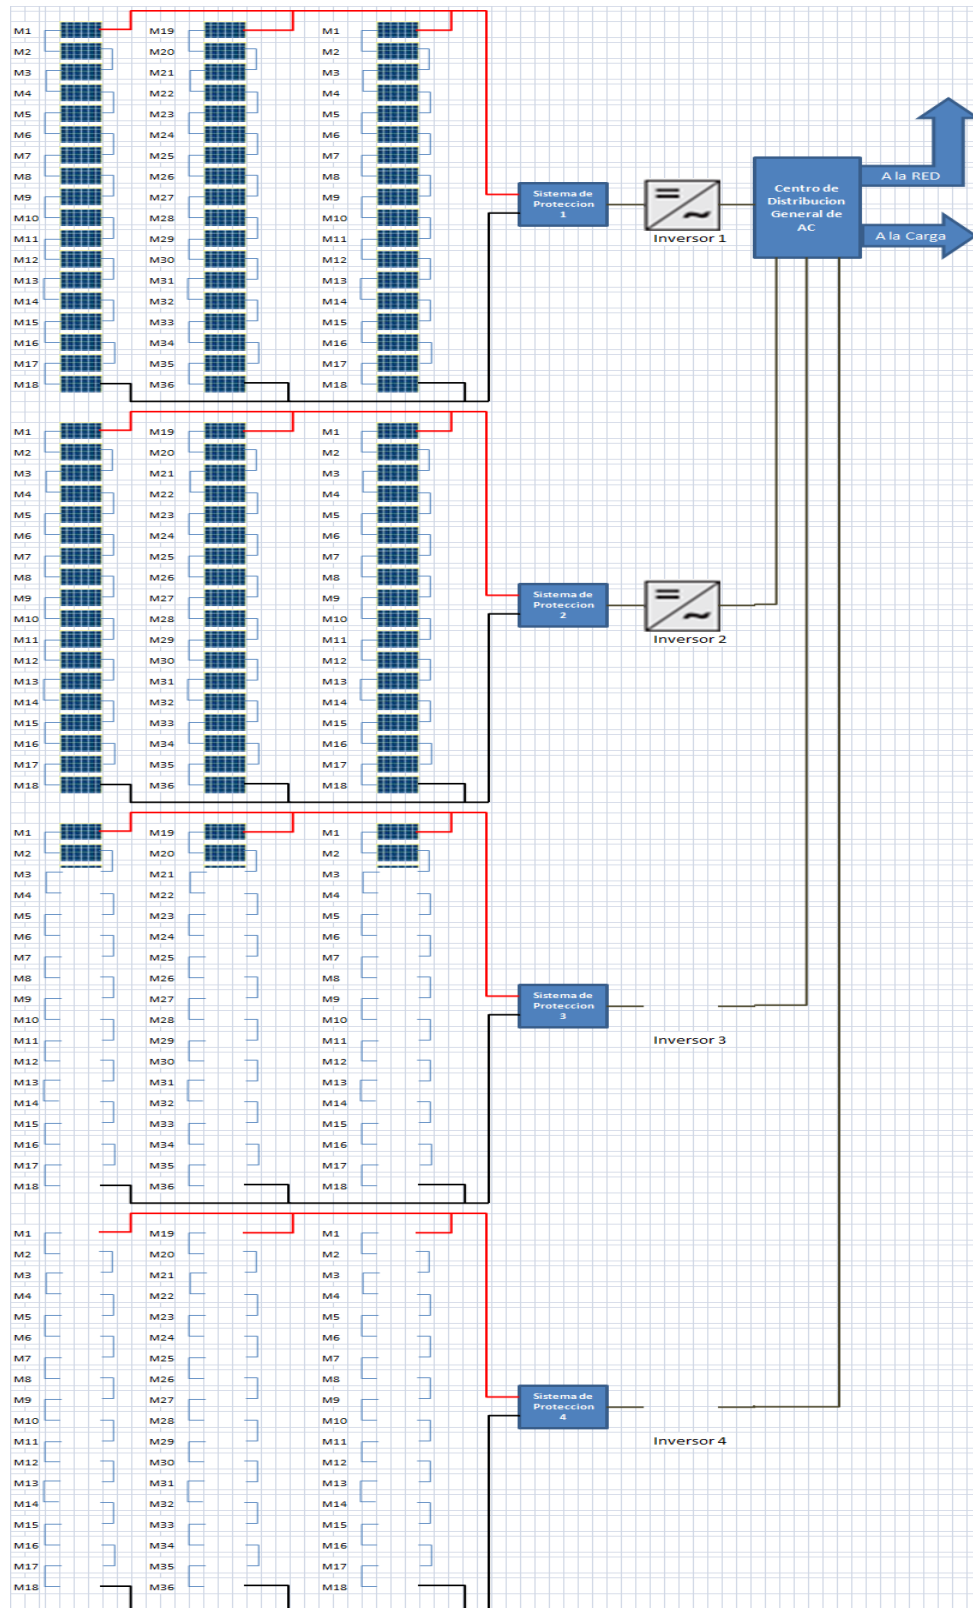 M1 M19 M1
M2 M20 M2
M3 M21 M3
M4 M22 M4
M5 M23 M5
M6 M24 M6
M7 M25 M7
M8 M26 M8
M9 M27 M9
M10 M28 M10
M11 M29 M11
M12 M30 M12
M13 M31 M13
M14 M32 M14
M15 M33 M15
M16 M34 M16
M17 M35 M17
M18 M36 M18
Sistema de
Proteccion
1
Inversor 1
Centro de
Distribucion
General de
AC
A la RED
A la Carga
M1 M19 M1
M2 M20 M2
M3 M21 M3
M4 M22 M4
M5 M23 M5
M6 M24 M6
M7 M25 M7
M8 M26 M8
M9 M27 M9
M10 M28 M10
M11 M29 M11
M12 M30 M12
M13 M31 M13
M14 M32 M14
M15 M33 M15
M16 M34 M16
M17 M35 M17
M18 M36 M18
Sistema de
Proteccion
2
Inversor 2
M1 M19 M1
M2 M20 M2
M3 M21 M3
M4 M22 M4
M5 M23 M5
M6 M24 M6
M7 M25 M7
M8 M26 M8
M9 M27 M9
M10 M28 M10
M11 M29 M11
M12 M30 M12
M13 M31 M13
M14 M32 M14
M15 M33 M15
M16 M34 M16
M17 M35 M17
M18 M36 M18
Sistema de
Proteccion
3
Inversor 3
M1 M19 M1
M2 M20 M2
M3 M21 M3
M4 M22 M4
M5 M23 M5
M6 M24 M6
M7 M25 M7
M8 M26 M8
M9 M27 M9
M10 M28 M10
M11 M29 M11
M12 M30 M12
M13 M31 M13
M14 M32 M14
M15 M33 M15
M16 M34 M16
M17 M35 M17
M18 M36 M18
Sistema de
Proteccion
4
Inversor 4